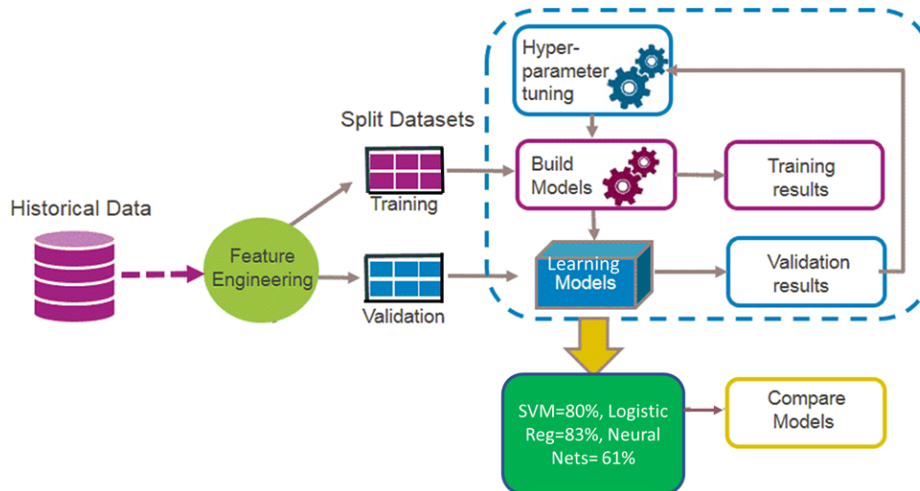 Historical Data
Feature
Engineering
Split Datasets
Training
Validation
Hyper-
parameter
tuning
Build
Models
Training
results
Learning
Models
Validation
results
SVM=80%, Logistic
Reg=83%, Neural
Nets= 61%
Compare
Models